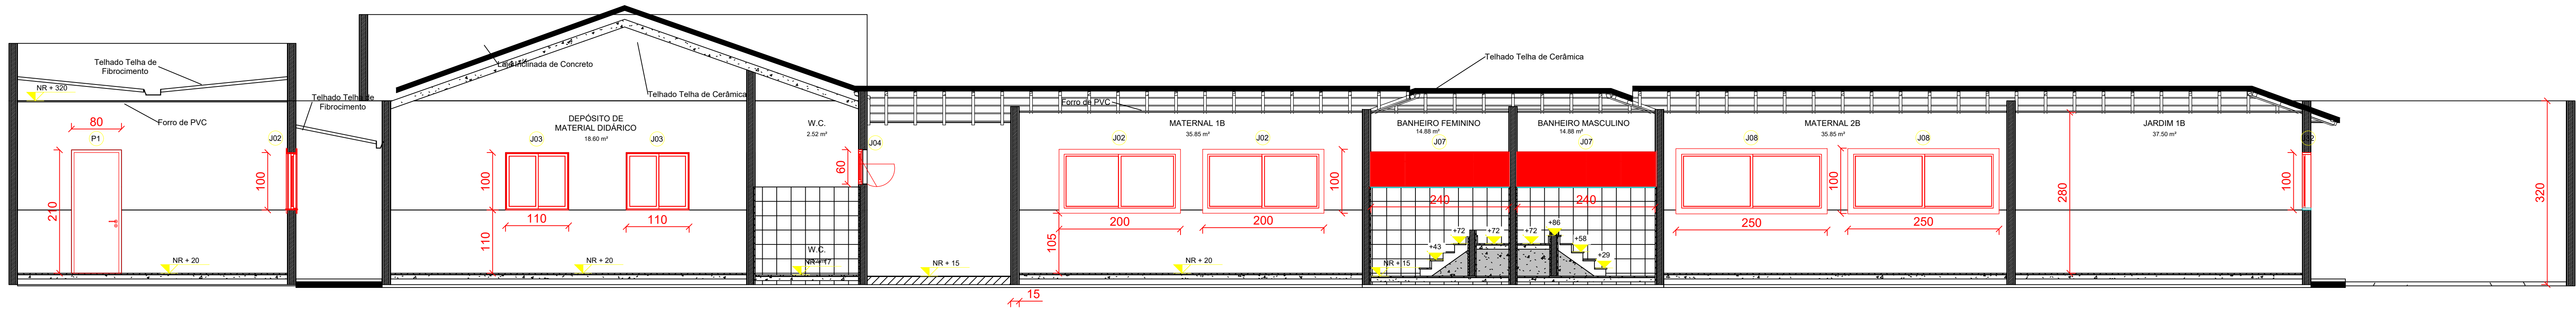 Telhado Telha de
Fibrocimento
NR + 320
Forro de PVC
80
P1
210
NR + 20
J02
100
Telhado Telha de
Fibrocimento
Laje Inclinada de Concreto
Telhado Telha de Cerâmica
DEPÓSITO DE
MATERIAL DIDÁRICO
18.60 m²
J03
J03
100
110
110
110
NR + 20
W.C.
2.52 m²
W.C.
NR + 17
J04
60
NR + 15
15
Forro de PVC
MATERNAL 1B
35.85 m²
J02
J02
100
200
200
105
NR + 20
Telhado Telha de Cerâmica
BANHEIRO FEMININO
14.88 m²
J07
240
+72
+72
+43
NR + 15
BANHEIRO MASCULINO
14.88 m²
J07
240
+86
+72
+58
+29
MATERNAL 2B
35.85 m²
J08
J08
100
250
250
JARDIM 1B
37.50 m²
280
J32
100
320